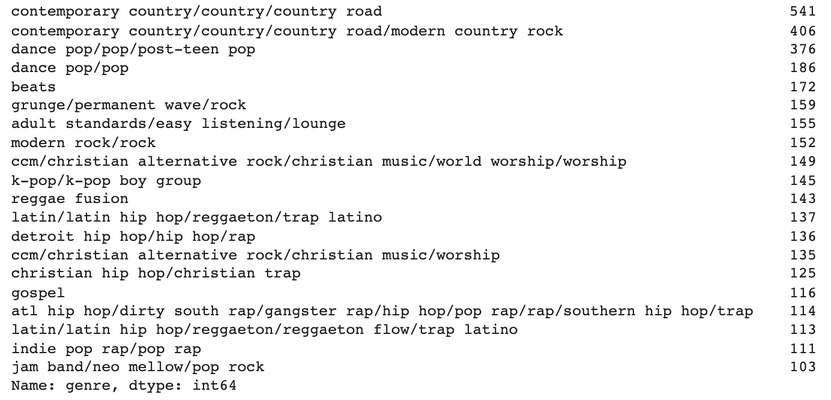 contemporary country/country/country road 541
contemporary country/country/country road/modern country rock 406
dance pop/pop/post-teen pop 376
dance pop/pop 186
beats 172
grunge/permanent wave/rock 159
adult standards/easy listening/lounge 155
modern rock/rock 152
ccm/christian alternative rock/christian music/world worship/worship 149
k-pop/k-pop boy group 145
reggae fusion 143
latin/latin hip hop/reggaeton/trap latino 137
detroit hip hop/hip hop/rap 136
ccm/christian alternative rock/christian music/worship 135
christian hip hop/christian trap 125
gospel 116
atl hip hop/dirty south rap/gangster rap/hip hop/pop rap/rap/southern hip hop/trap 114
latin/latin hip hop/reggaeton/reggaeton flow/trap latino 113
indie pop rap/pop rap 111
jam band/neo mellow/pop rock 103
Name: genre, dtype: int64